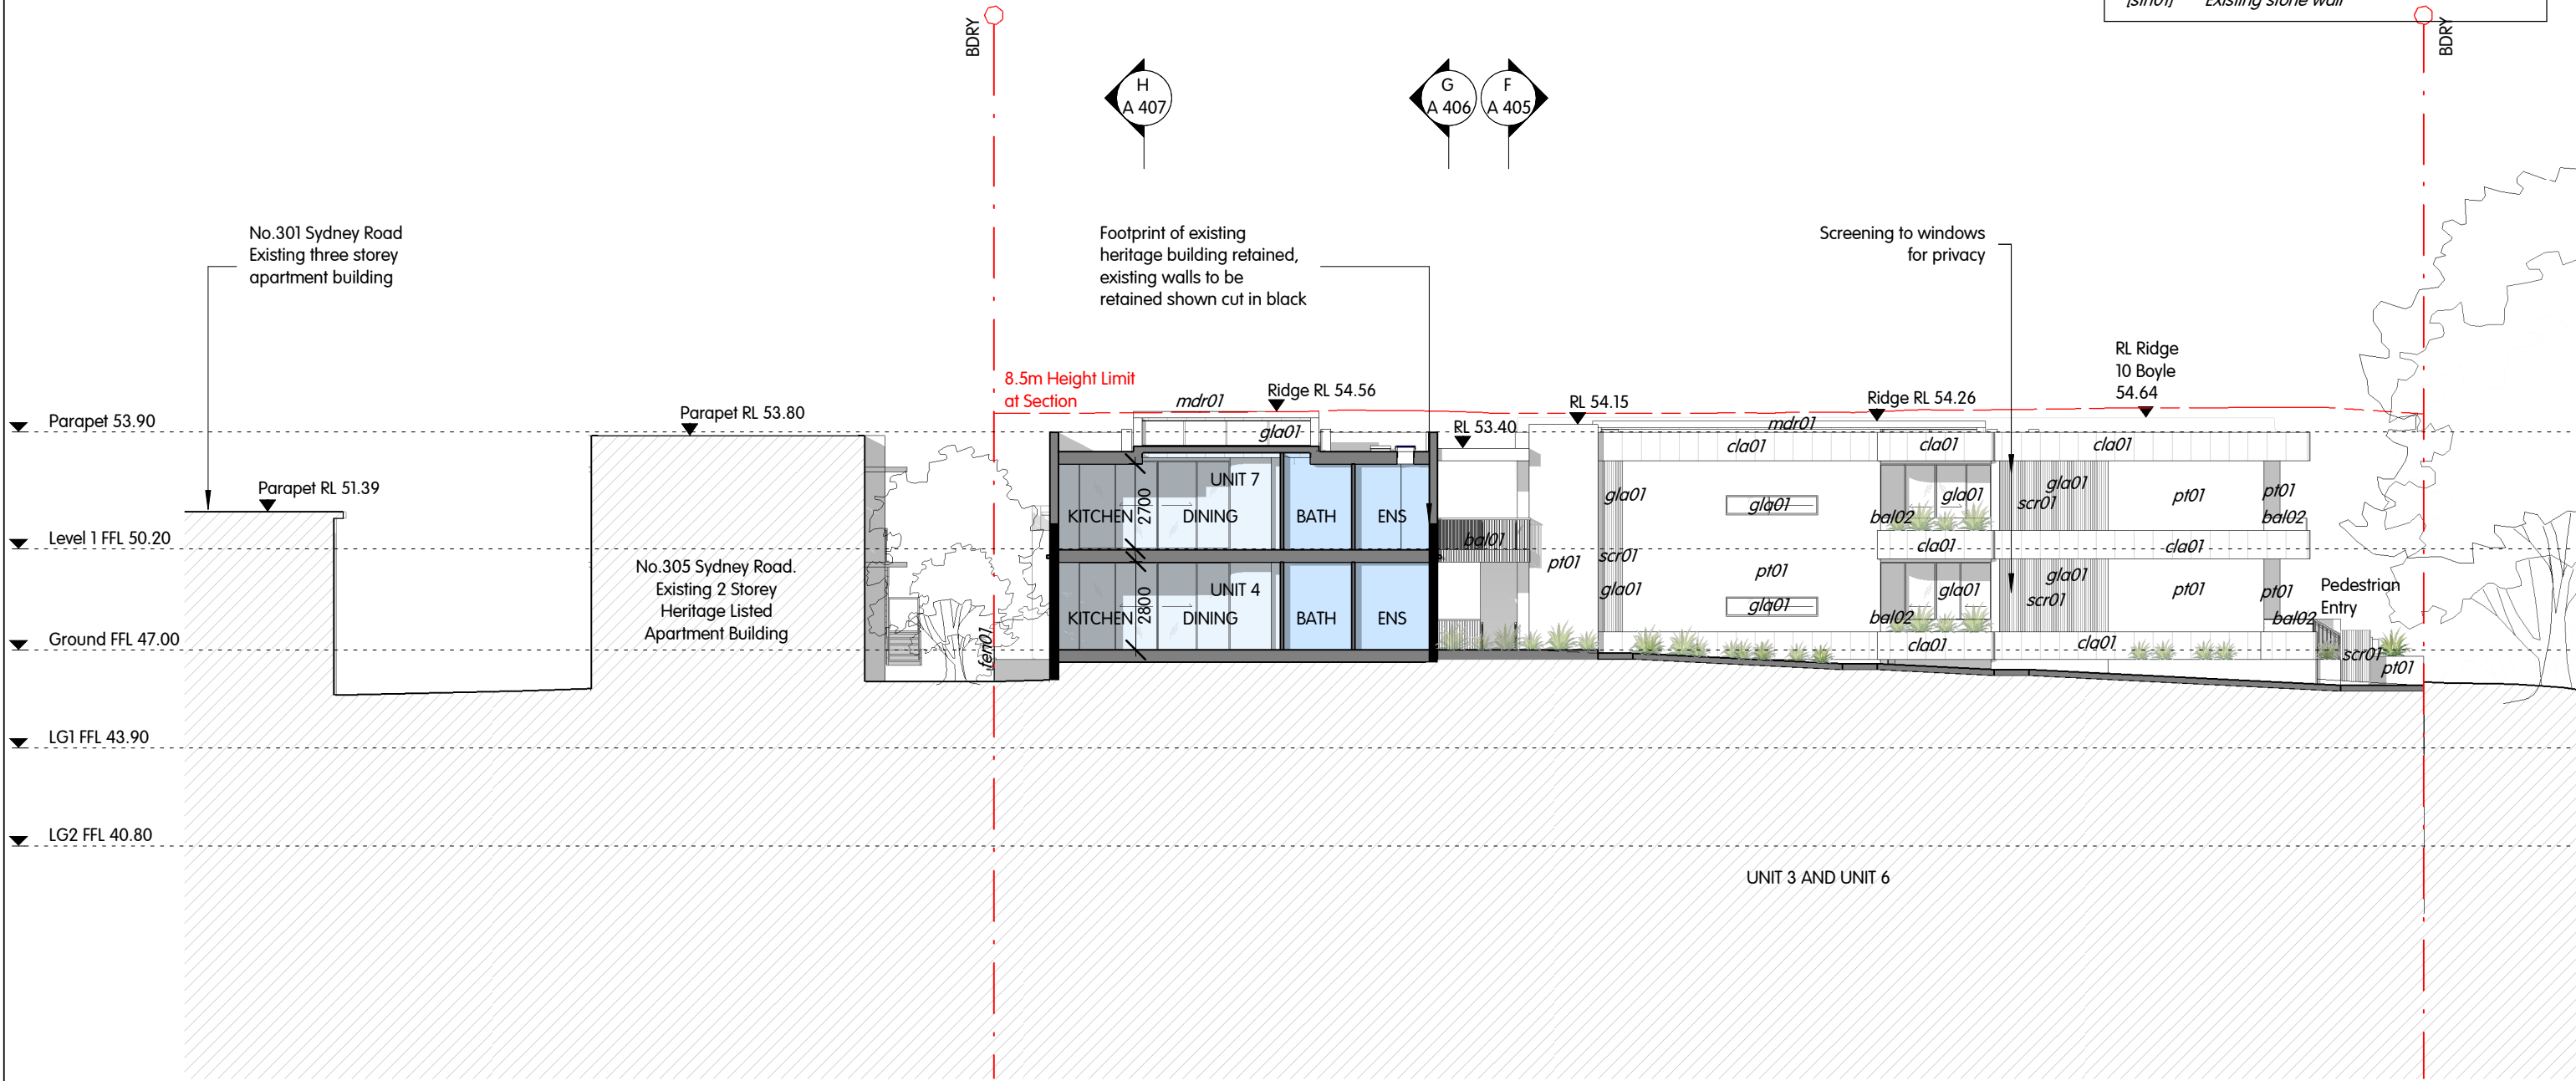 [stn01] Existing stone wall
BDRY
BDRY
H
A 407
G
A 406
F
A 405
No.301 Sydney Road
Existing three storey
apartment building
Footprint of existing
heritage building retained,
existing walls to be
retained shown cut in black
Screening to windows
for privacy
RL Ridge
10 Boyle
54.64
8.5m Height Limit
at Section
mdr01
Ridge RL 54.56
RL 54.15
Ridge RL 54.26
Parapet 53.90
Parapet RL 53.80
gla01
RL 53.40
mdr01
cla01
cla01
cla01
Parapet RL 51.39
UNIT 7
KITCHEN
2700
DINING
BATH
ENS
gla01
gla01
bal02
gla01
scr01
gla01
pt01
pt01
bal02
Level 1 FFL 50.20
bal01
pt01
scr01
cla01
cla01
No.305 Sydney Road.
Existing 2 Storey
Heritage Listed
Apartment Building
UNIT 4
KITCHEN
2800
DINING
BATH
ENS
gla01
pt01
gla01
bal02
gla01
scr01
gla01
pt01
pt01
bal02
Pedestrian
Entry
Ground FFL 47.00
fen01
cla01
cla01
scr01
pt01
LG1 FFL 43.90
LG2 FFL 40.80
UNIT 3 AND UNIT 6